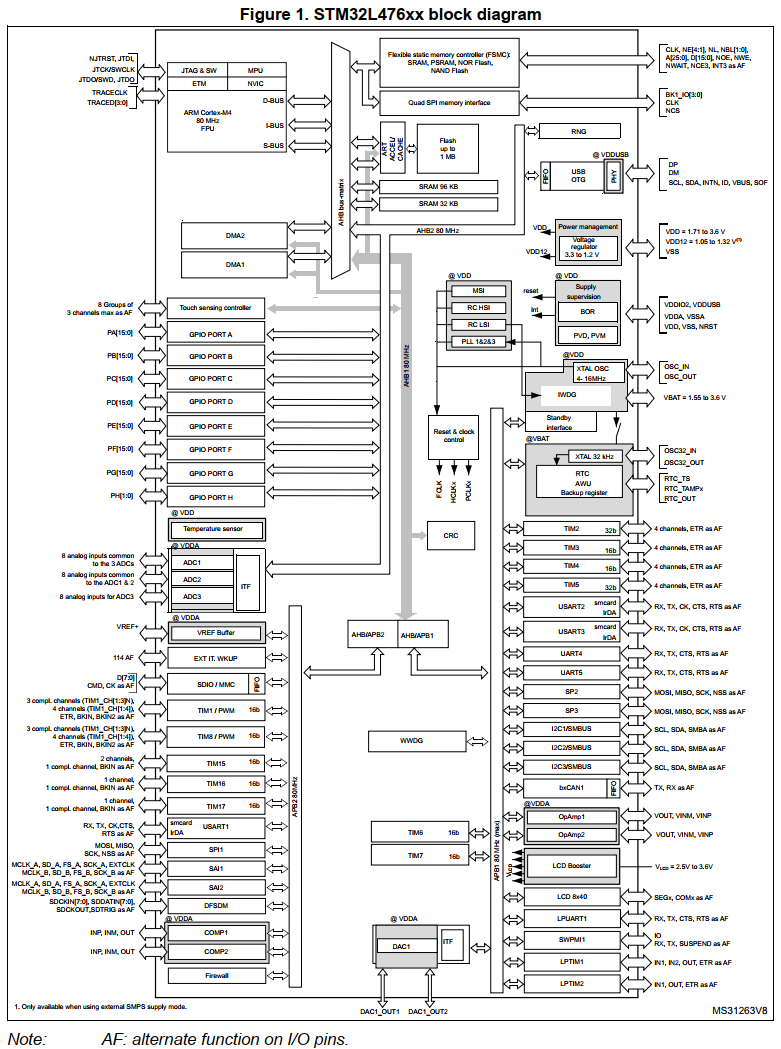 Figure 1. STM32L476xx block diagram
NJTRST, JTDI,
JTCK/SWCLK
JTDO/SWD, JTDO
TRACECLK
TRACED[3:0]
JTAG & SW
MPU
ETM
NVIC
ARM Cortex-M4
80 MHz
FPU
D-BUS
I-BUS
S-BUS
AHB bus-matrix
Flexible static memory controller (FSMC):
SRAM, PSRAM, NOR Flash,
NAND Flash
CLK, NE[4:1], NL, NBL[1:0],
A[25:0], D[15:0], NOE, NWE,
NWAIT, NCE3, INT3 as AF
Quad SPI memory interface
BK1_IO[3:0]
CLK
NCS
ART
ACCEL/
CACHE
Flash
up to
1 MB
RNG
@ VDDUSB
FIFO
USB
OTG
PHY
DP
DM
SCL, SDA, INTN, ID, VBUS, SOF
SRAM 96 KB
SRAM 32 KB
AHB2 80 MHz
DMA2
DMA1
VDD
VDD12
Power management
Voltage
regulator
3.3 to 1.2 V
VDD = 1.71 to 3.6 V
VDD12 = 1.05 to 1.32 V(1)
VSS
@ VDD
MSI
RC HSI
RC LSI
PLL 1&2&3
@ VDD
reset
Int
Supply
supervision
BOR
PVD, PVM
VDDIO2, VDDUSB
VDDA, VSSA
VDD, VSS, NRST
8 Groups of
3 channels max as AF
Touch sensing controller
PA[15:0]
GPIO PORT A
PB[15:0]
GPIO PORT B
PC[15:0]
GPIO PORT C
PD[15:0]
GPIO PORT D
PE[15:0]
GPIO PORT E
PF[15:0]
GPIO PORT F
PG[15:0]
GPIO PORT G
PH[1:0]
GPIO PORT H
AHB1 80 MHz
@VDD
XTAL OSC
4- 16MHz
IWDG
OSC_IN
OSC_OUT
VBAT = 1.55 to 3.6 V
Standby
interface
@VBAT
XTAL 32 kHz
RTC
AWU
Backup register
OSC32_IN
OSC32_OUT
RTC_TS
RTC_TAMPx
RTC_OUT
Reset & clock
control
FCLK
HCLKx
PCLKx
@ VDD
Temperature sensor
@ VDDA
8 analog inputs common
to the 3 ADCs
8 analog inputs common
to the ADC1 & 2
8 analog inputs for ADC3
ADC1
ADC2
ADC3
ITF
CRC
@ VDDA
VREF+
VREF Buffer
AHB/APB2
AHB/APB1
114 AF
EXT IT. WKUP
D[7:0]
CMD, CK as AF
SDIO / MMC
FIFO
3 compl. channels (TIM1_CH[1:3]N),
4 channels (TIM1_CH[1:4]),
ETR, BKIN, BKIN2 as AF
TIM1 / PWM
16b
3 compl. channels (TIM1_CH[1:3]N),
4 channels (TIM1_CH[1:4]),
ETR, BKIN, BKIN2 as AF
TIM8 / PWM
16b
2 channels,
1 compl. channel, BKIN as AF
TIM15
16b
1 channel,
1 compl. channel, BKIN as AF
TIM16
16b
1 channel,
1 compl. channel, BKIN as AF
TIM17
16b
RX, TX, CK,CTS,
RTS as AF
smcard
IrDA
USART1
MOSI, MISO,
SCK, NSS as AF
SPI1
MCLK_A, SD_A, FS_A, SCK_A, EXTCLK
MCLK_B, SD_B, FS_B, SCK_B as AF
SAI1
MCLK_A, SD_A, FS_A, SCK_A, EXTCLK
MCLK_B, SD_B, FS_B, SCK_B as AF
SAI2
SDCKIN[7:0], SDDATIN[7:0],
SDCKOUT,SDTRIG as AF
DFSDM
@ VDDA
INP, INM, OUT
COMP1
INP, INM, OUT
COMP2
Firewall
APB2 80MHz
WWDG
TIM6
16b
TIM7
16b
@ VDDA
DAC1
ITF
DAC1_OUT1
DAC1_OUT2
APB1 80 MHz (max)
TIM2
32b
4 channels, ETR as AF
TIM3
16b
4 channels, ETR as AF
TIM4
16b
4 channels, ETR as AF
TIM5
32b
4 channels, ETR as AF
USART2
smcard
IrDA
RX, TX, CK, CTS, RTS as AF
USART3
smcard
IrDA
RX, TX, CK, CTS, RTS as AF
UART4
RX, TX, CTS, RTS as AF
UART5
RX, TX, CTS, RTS as AF
SP2
MOSI, MISO, SCK, NSS as AF
SP3
MOSI, MISO, SCK, NSS as AF
I2C1/SMBUS
SCL, SDA, SMBA as AF
I2C2/SMBUS
SCL, SDA, SMBA as AF
I2C3/SMBUS
SCL, SDA, SMBA as AF
bxCAN1
FIFO
TX, RX as AF
@VDDA
OpAmp1
VOUT, VINM, VINP
OpAmp2
VOUT, VINM, VINP
VLCD
LCD Booster
VLCD = 2.5V to 3.6V
LCD 8x40
SEGx, COMx as AF
LPUART1
RX, TX, CTS, RTS as AF
SWPMI1
IO
RX, TX, SUSPEND as AF
LPTIM1
IN1, IN2, OUT, ETR as AF
LPTIM2
IN1, OUT, ETR as AF
1. Only available when using external SMPS supply mode.
MS31263V8
Note: AF: alternate function on I/O pins.